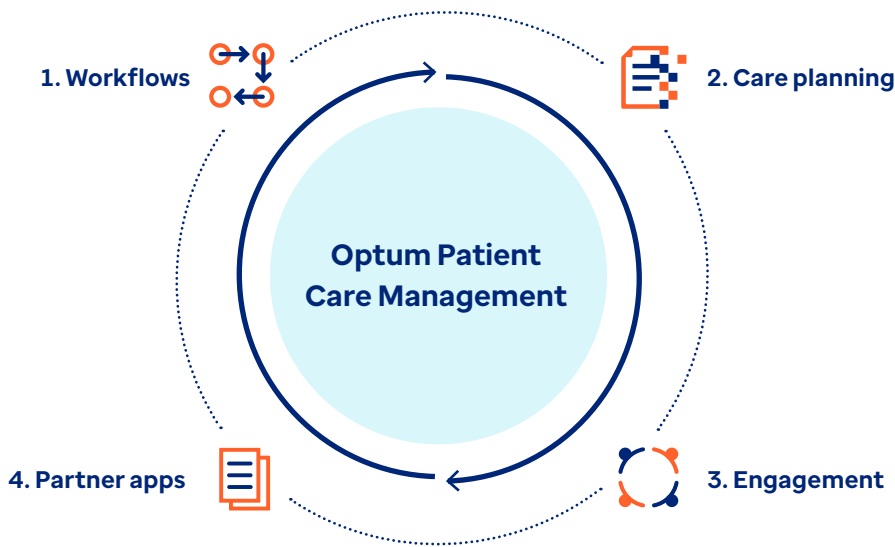 1. Workflows
2. Care planning
Optum Patient
Care Management
4. Partner apps
3. Engagement